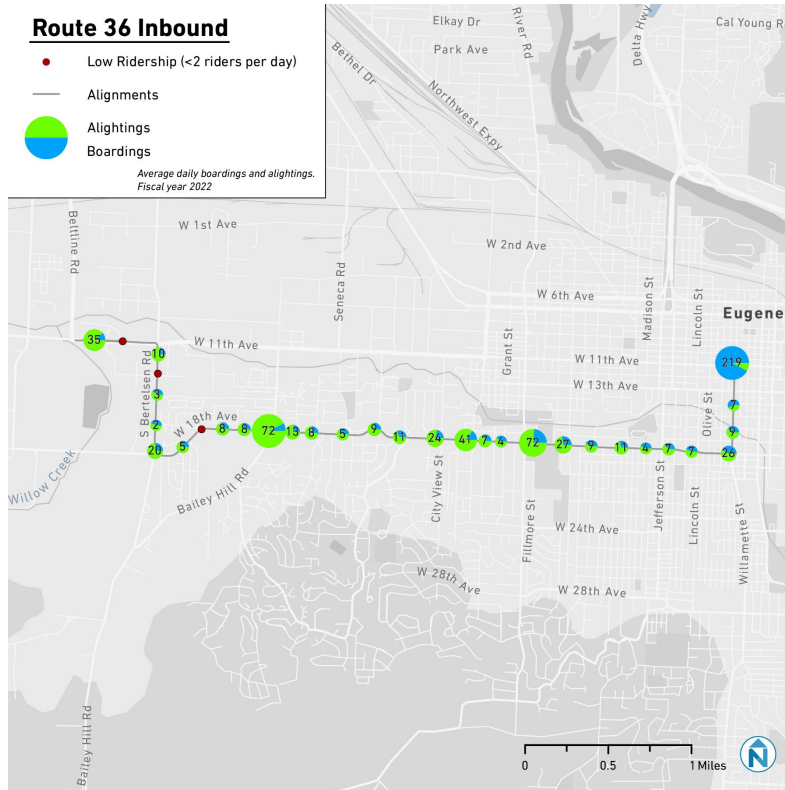 Route 36 Inbound
Low Ridership (<2 riders per day)
Alignments
Alightings
Boardings
Average daily boardings and alightings.
Fiscal year 2022
Elkay Dr
River Rd
Delta Hwy
Cal Young R
Park Ave
Bethel Dr
Northwest Expy
Beltline Rd
W 1st Ave
W 2nd Ave
Seneca Rd
W 6th Ave
Madison St
Lincoln St
Eugene
35
10
W 11th Ave
Grant St
W 11th Ave
219
W 13th Ave
S Bertelsen Rd
3
2
W 18th Ave
Olive St
7
20
5
8
8
72
13
8
5
9
11
24
41
7
4
72
27
9
11
4
7
7
26
9
Willow Creek
Bailey Hill Rd
City View St
Fillmore St
Jefferson St
Lincoln St
Willamette St
W 24th Ave
W 28th Ave
W 28th Ave
Bailey Hill Rd
0
0.5
1 Miles
N